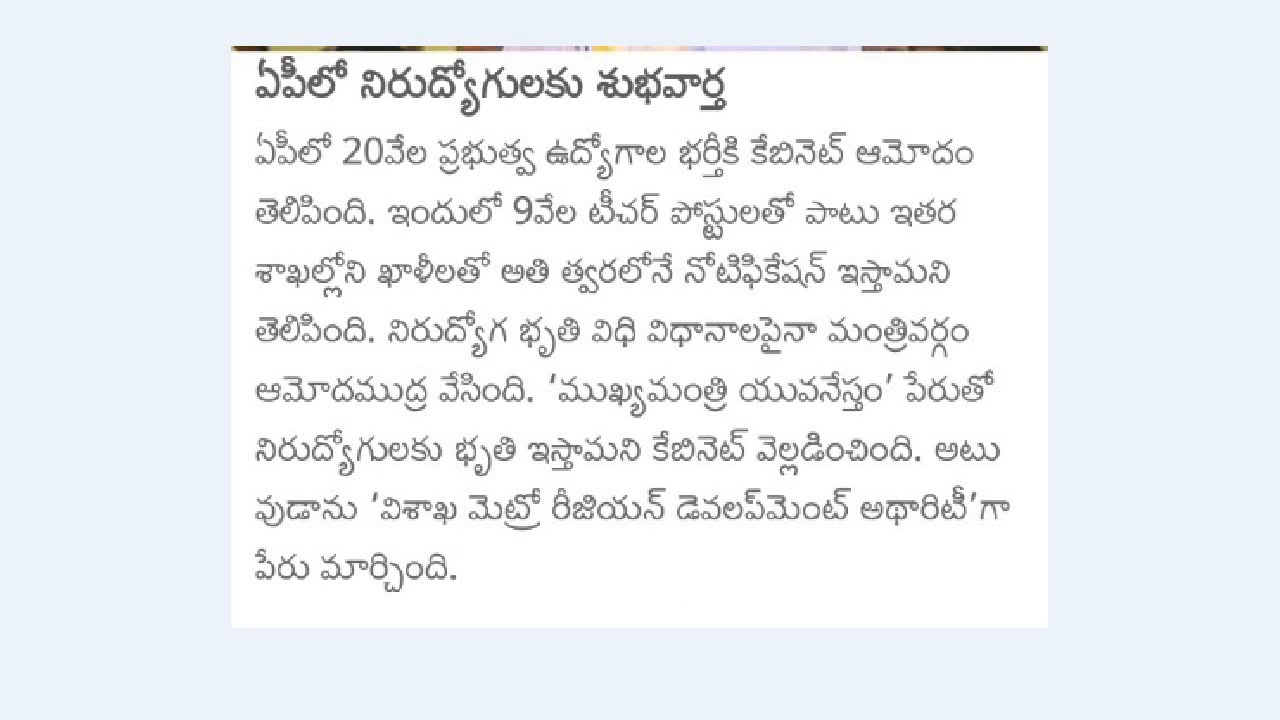 ఏపీలో నిరుద్యోగులకు శుభవార్త
ఏపీలో 20వేల ప్రభుత్వ ఉద్యోగాల భర్తీకి కేబినెట్ ఆమోదం
తెలిపింది. ఇందులో 9వేల టీచర్ పోస్టులతో పాటు ఇతర
శాఖల్లోని ఖాళీలతో అతి త్వరలోనే నోటిఫికేషన్ ఇస్తామని
తెలిపింది. నిరుద్యోగ భృతి విధి విధానాలపైనా మంత్రివర్గం
ఆమోదముద్ర వేసింది. ‘ముఖ్యమంత్రి యువనేస్తం’ పేరుతో
నిరుద్యోగులకు భృతి ఇస్తామని కేబినెట్ వెల్లడించింది. అటు
వుడాను ‘విశాఖ మెట్రో రీజియన్ డెవలప్‌మెంట్ అథారిటీ’గా
పేరు మార్చింది.